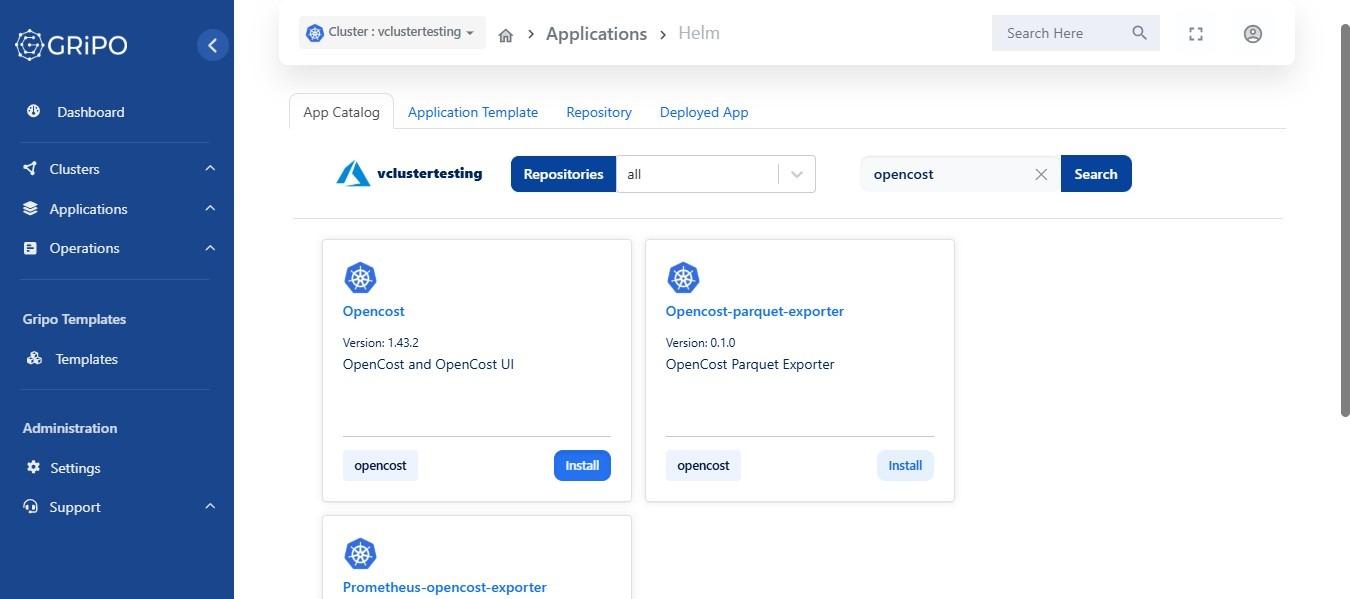 GRiPO
Dashboard
Clusters
Applications
Operations
Gripo Templates
Templates
Administration
Settings
Support
Cluster : vclustertesting
Applications
Helm
Search Here
App Catalog
Application Template
Repository
Deployed App
vclustertesting
Repositories
all
opencost
Search
Opencost
Version: 1.43.2
OpenCost and OpenCost UI
opencost
Install
Opencost-parquet-exporter
Version: 0.1.0
OpenCost Parquet Exporter
opencost
Install
Prometheus-opencost-exporter